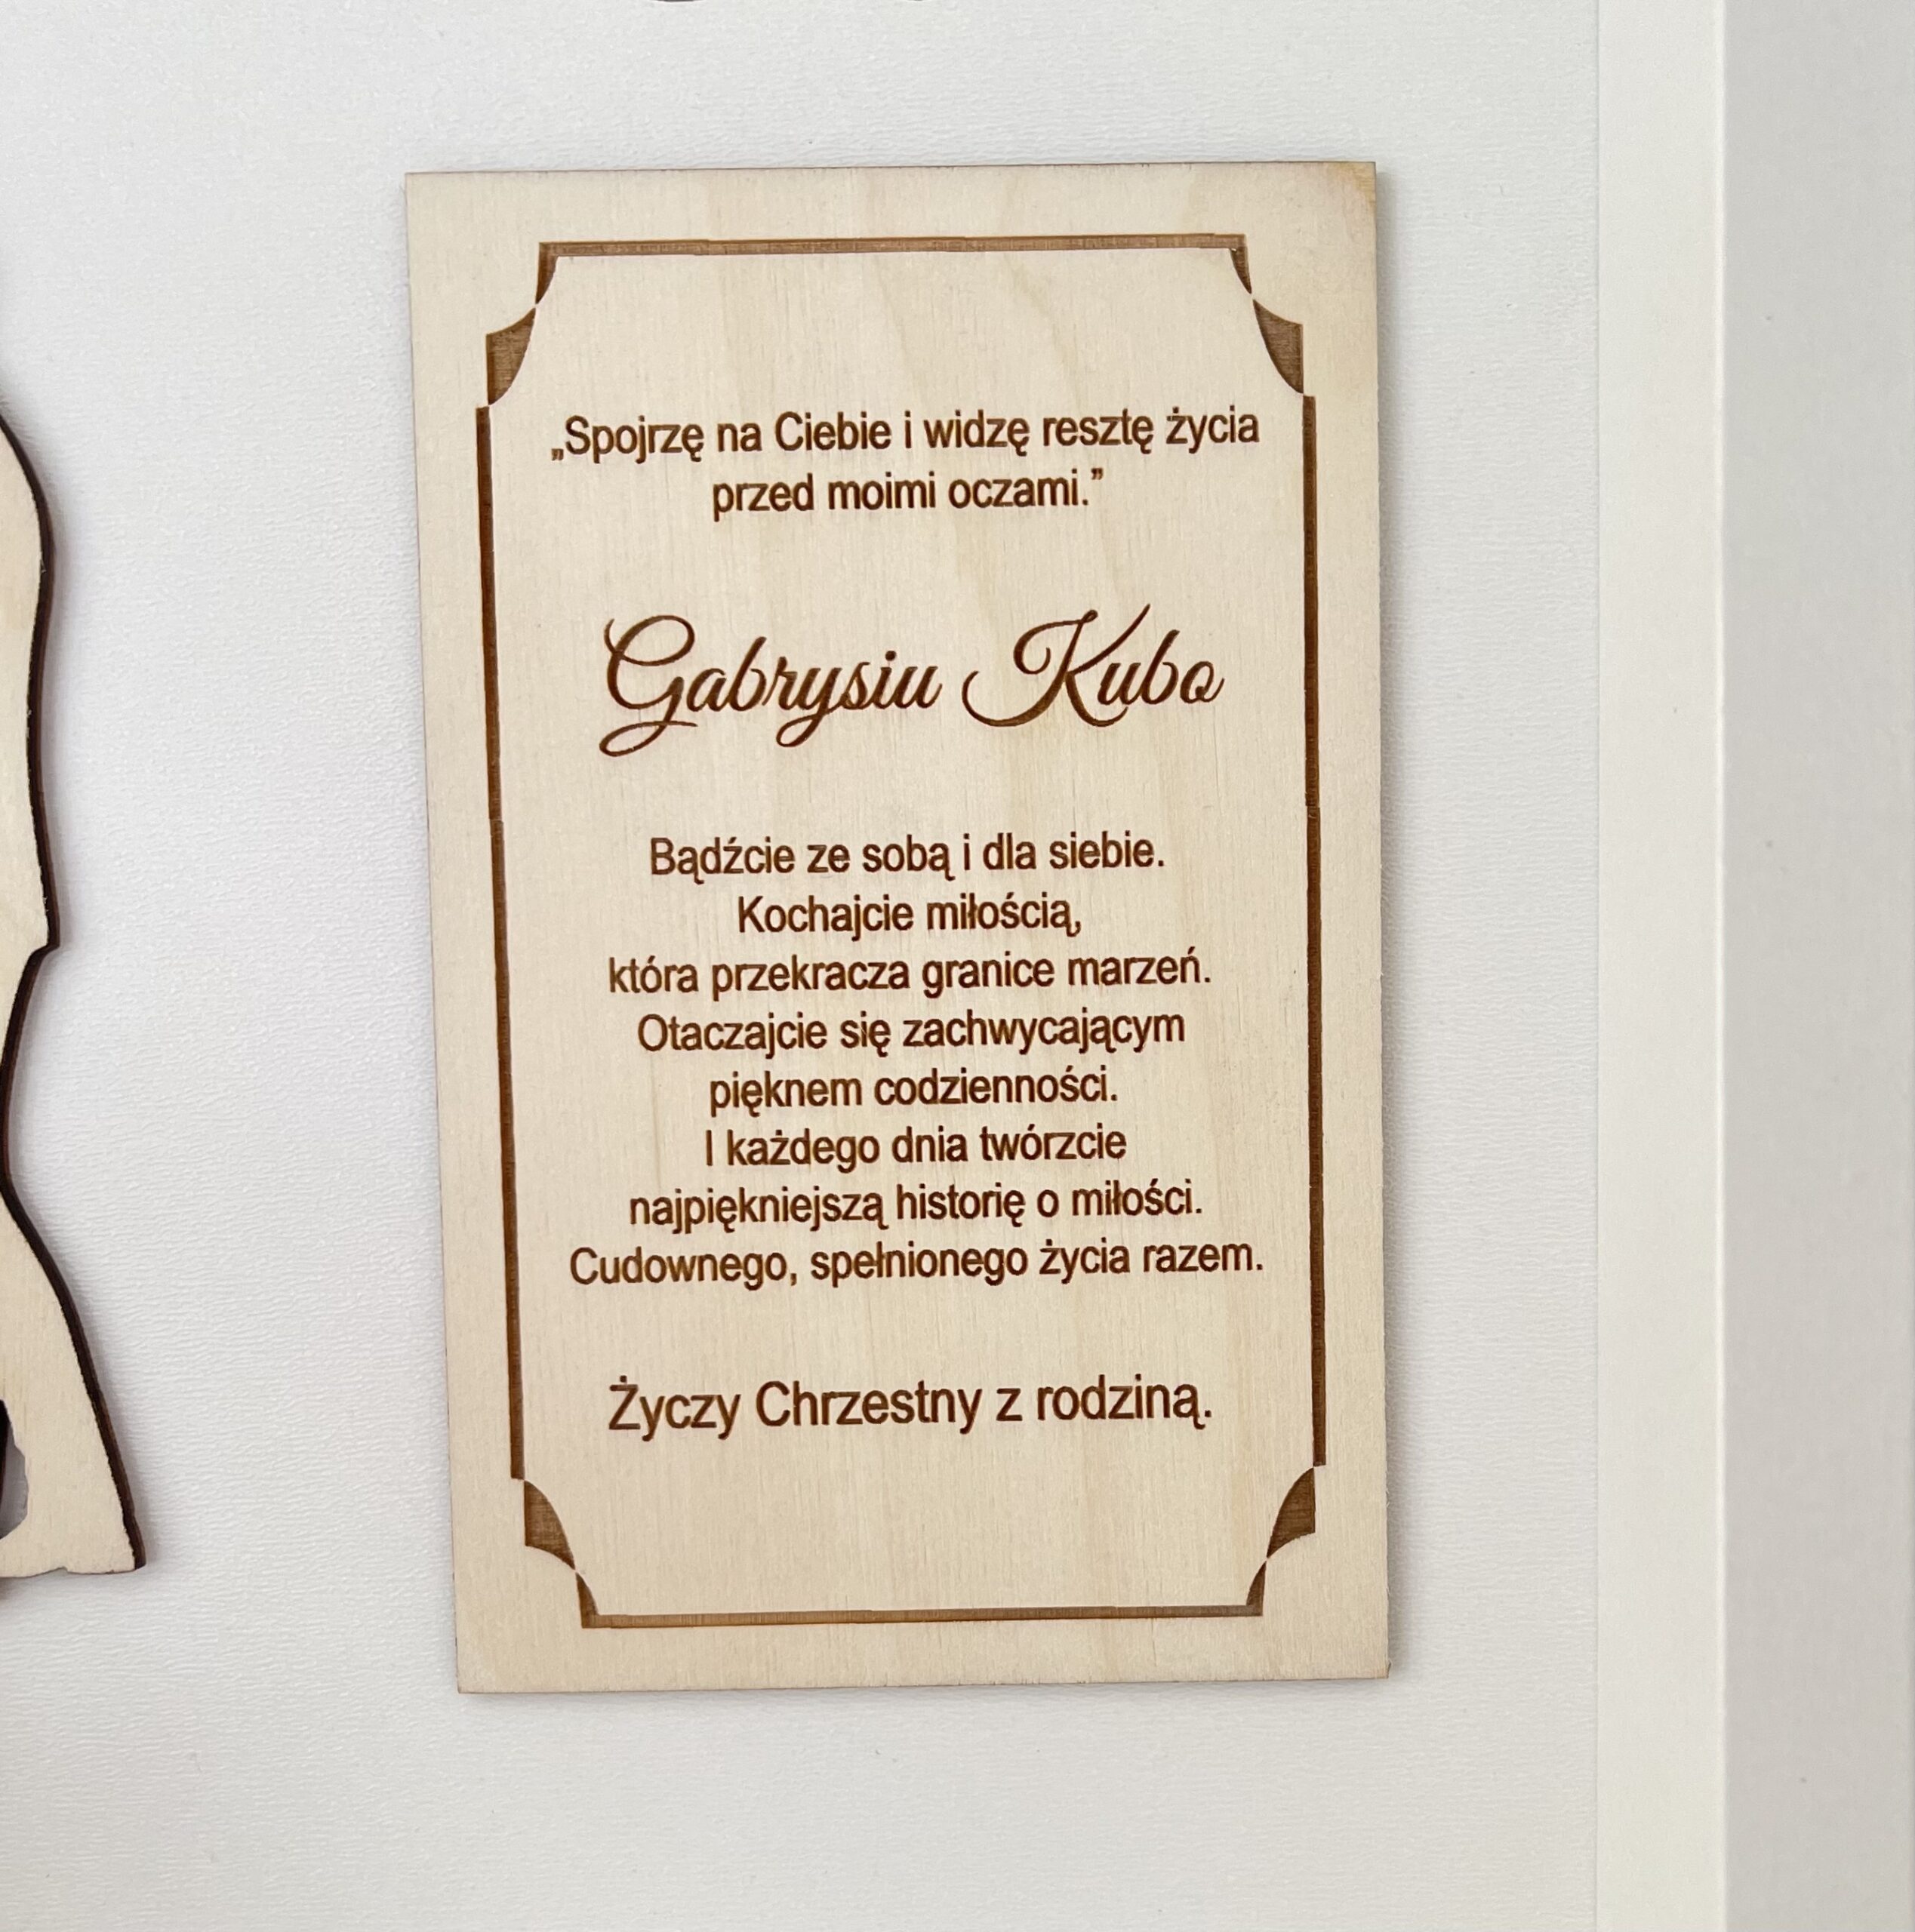 „Spojrzę na Ciebie i widzę resztę życia
przed moimi oczami.”
Gabrysiu Kubo
Bądźcie ze sobą i dla siebie.
Kochajcie miłością,
która przekracza granice marzeń.
Otaczajcie się zachwycającym
pięknem codzienności.
I każdego dnia twórzcie
najpiękniejszą historię o miłości.
Cudownego, spełnionego życia razem.
Życzy Chrzestny z rodziną.